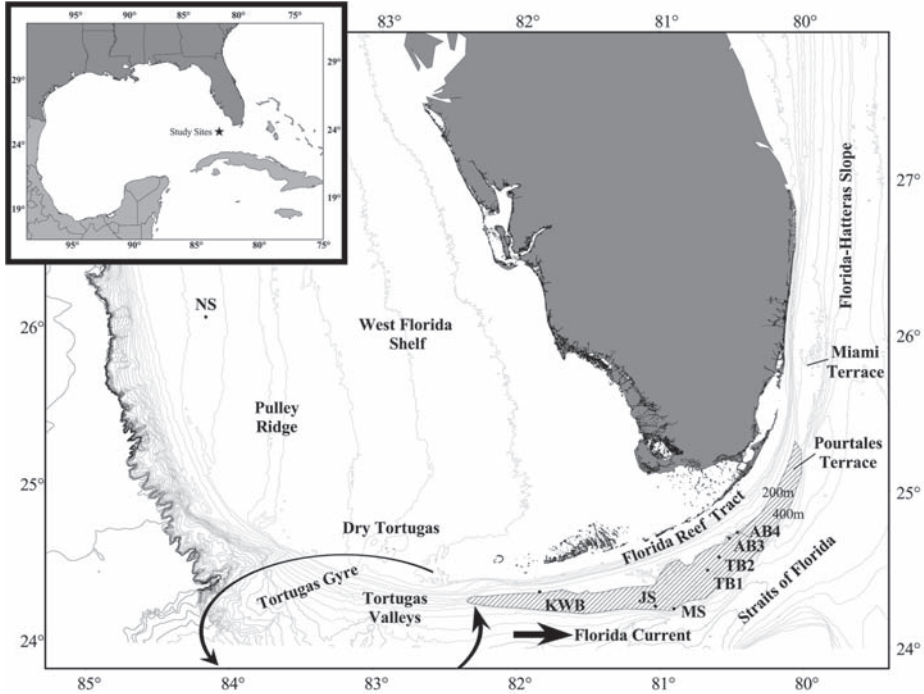 95°
90°
85°
80°
75°
29°
24°
19°
29°
24°
19°
Study Sites
95°
90°
85°
80°
75°
83°
82°
81°
80°
27°
26°
25°
24°
26°
25°
24°
85°
84°
83°
82°
81°
80°
NS
West Florida
Shelf
Pulley
Ridge
Florida-Hatteras Slope
Miami
Terrace
Pourtales
Terrace
200m
400m
Dry Tortugas
Florida Reef Tract
AB4
AB3
TB2
TB1
Tortugas Gyre
Tortugas
Valleys
KWB
JS
MS
Straits of Florida
Florida Current